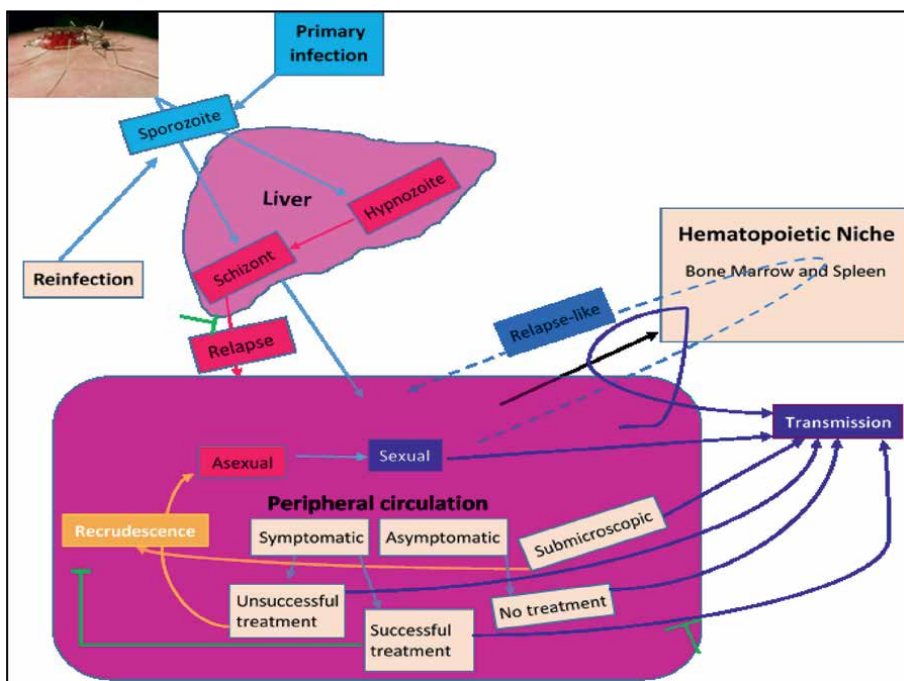 Primary
infection
Sporozoite
Liver
Hypnozoite
Reinfection
Schizont
Hematopoietic Niche
Bone Marrow and Spleen
Relapse-like
Relapse
Transmission
Asexual
Sexual
Peripheral circulation
Recrudescence
Symptomatic
Asymptomatic
Submicroscopic
Unsuccessful
treatment
No treatment
Successful
treatment